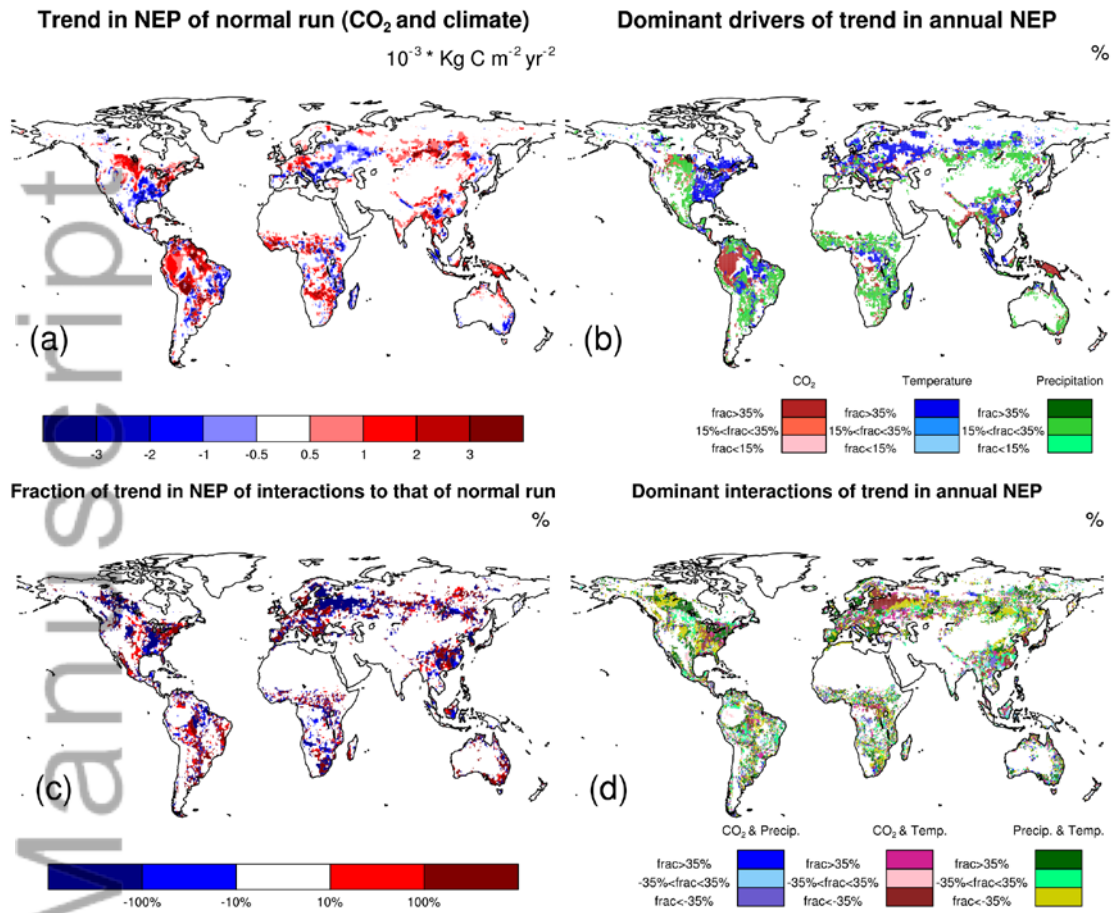 Trend in NEP of normal run (CO₂ and climate)
10⁻³ * Kg C m⁻² yr⁻²
(a)
-3 -2 -1 -0.5 0.5 1 2 3
Dominant drivers of trend in annual NEP
%
(b)
CO₂ Temperature Precipitation
frac>35% frac>35% frac>35%
15%<frac<35% 15%<frac<35% 15%<frac<35%
frac<15% frac<15% frac<15%
Fraction of trend in NEP of interactions to that of normal run
%
(c)
-100% -10% 10% 100%
Dominant interactions of trend in annual NEP
%
(d)
CO₂ & Precip. CO₂ & Temp. Precip. & Temp.
frac>35% frac>35% frac>35%
-35%<frac<35% -35%<frac<35% -35%<frac<35%
frac<-35% frac<-35% frac<-35%
Manuscript